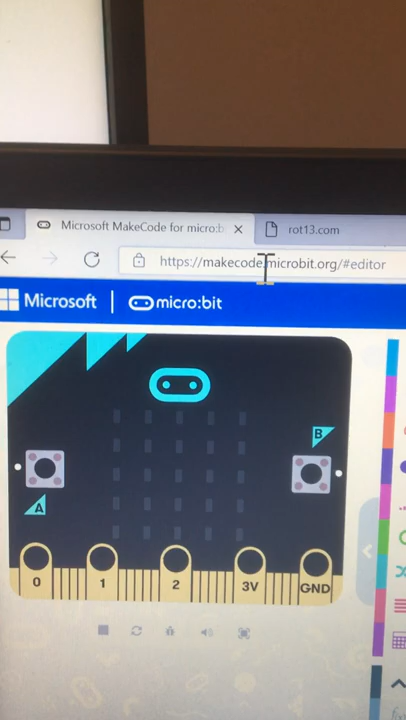 Microsoft MakeCode for micro:b
rot13.com
https://makecode.microbit.org/#editor
Microsoft | micro:bit
B
A
0 1 2 3V GND